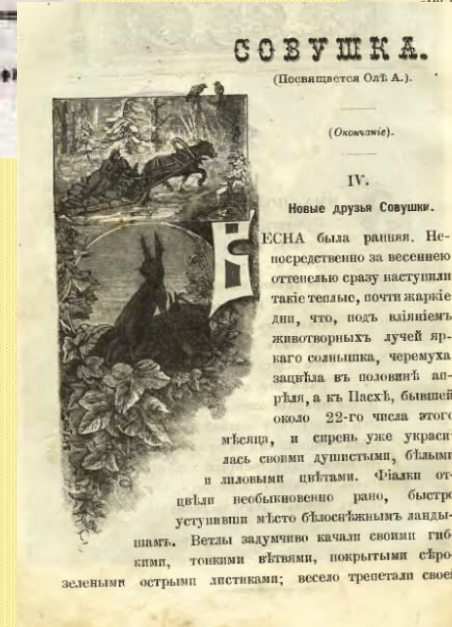 СОВУШКА.
(Посвящается Олѣ А.).
(Окончаніе).
IV.
Новые друзья Совушки.
ВЕСНА была ранняя. Не-
посредственно за весеннею
оттепелью сразу наступили
такіе теплые, почти жаркіе
дни, что, подъ вліяніемъ
животворныхъ лучей яр-
каго солнышка, черемуха
зацвѣла въ половинѣ ап-
рѣля, а къ Пасхѣ, бывшей
около 22-го числа этого
мѣсяца, и сирень уже украси-
лась своими душистыми, бѣлыми
и лиловыми цвѣтами. Фіалки от-
цвѣли необыкновенно рано, быстро
уступивши мѣсто бѣлоснѣжнымъ ланды-
шамъ. Ветлы задумчиво качали своими гиб-
кими, тонкими вѣтвями, покрытыми сѣро-
зелеными острыми листиками; весело трепетали своей